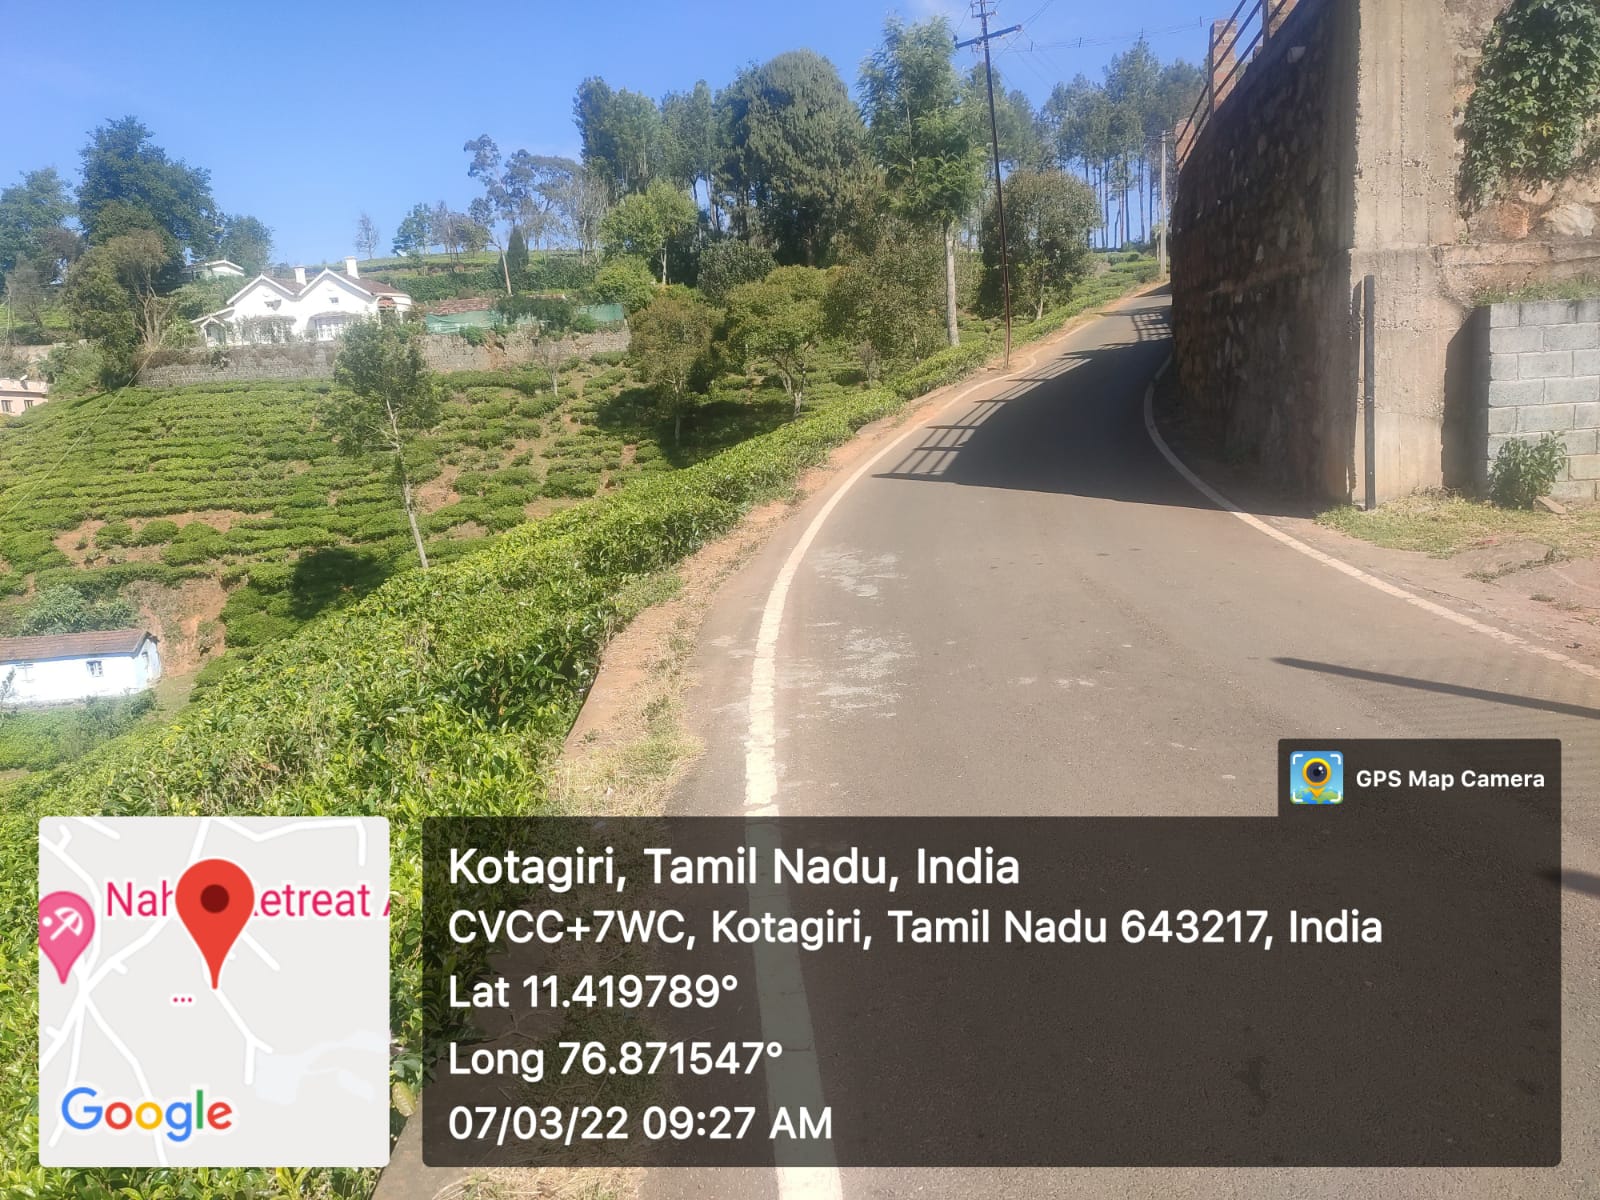 GPS Map Camera
Kotagiri, Tamil Nadu, India
CVCC+7WC, Kotagiri, Tamil Nadu 643217, India
Lat 11.419789°
Long 76.871547°
07/03/22 09:27 AM
Google